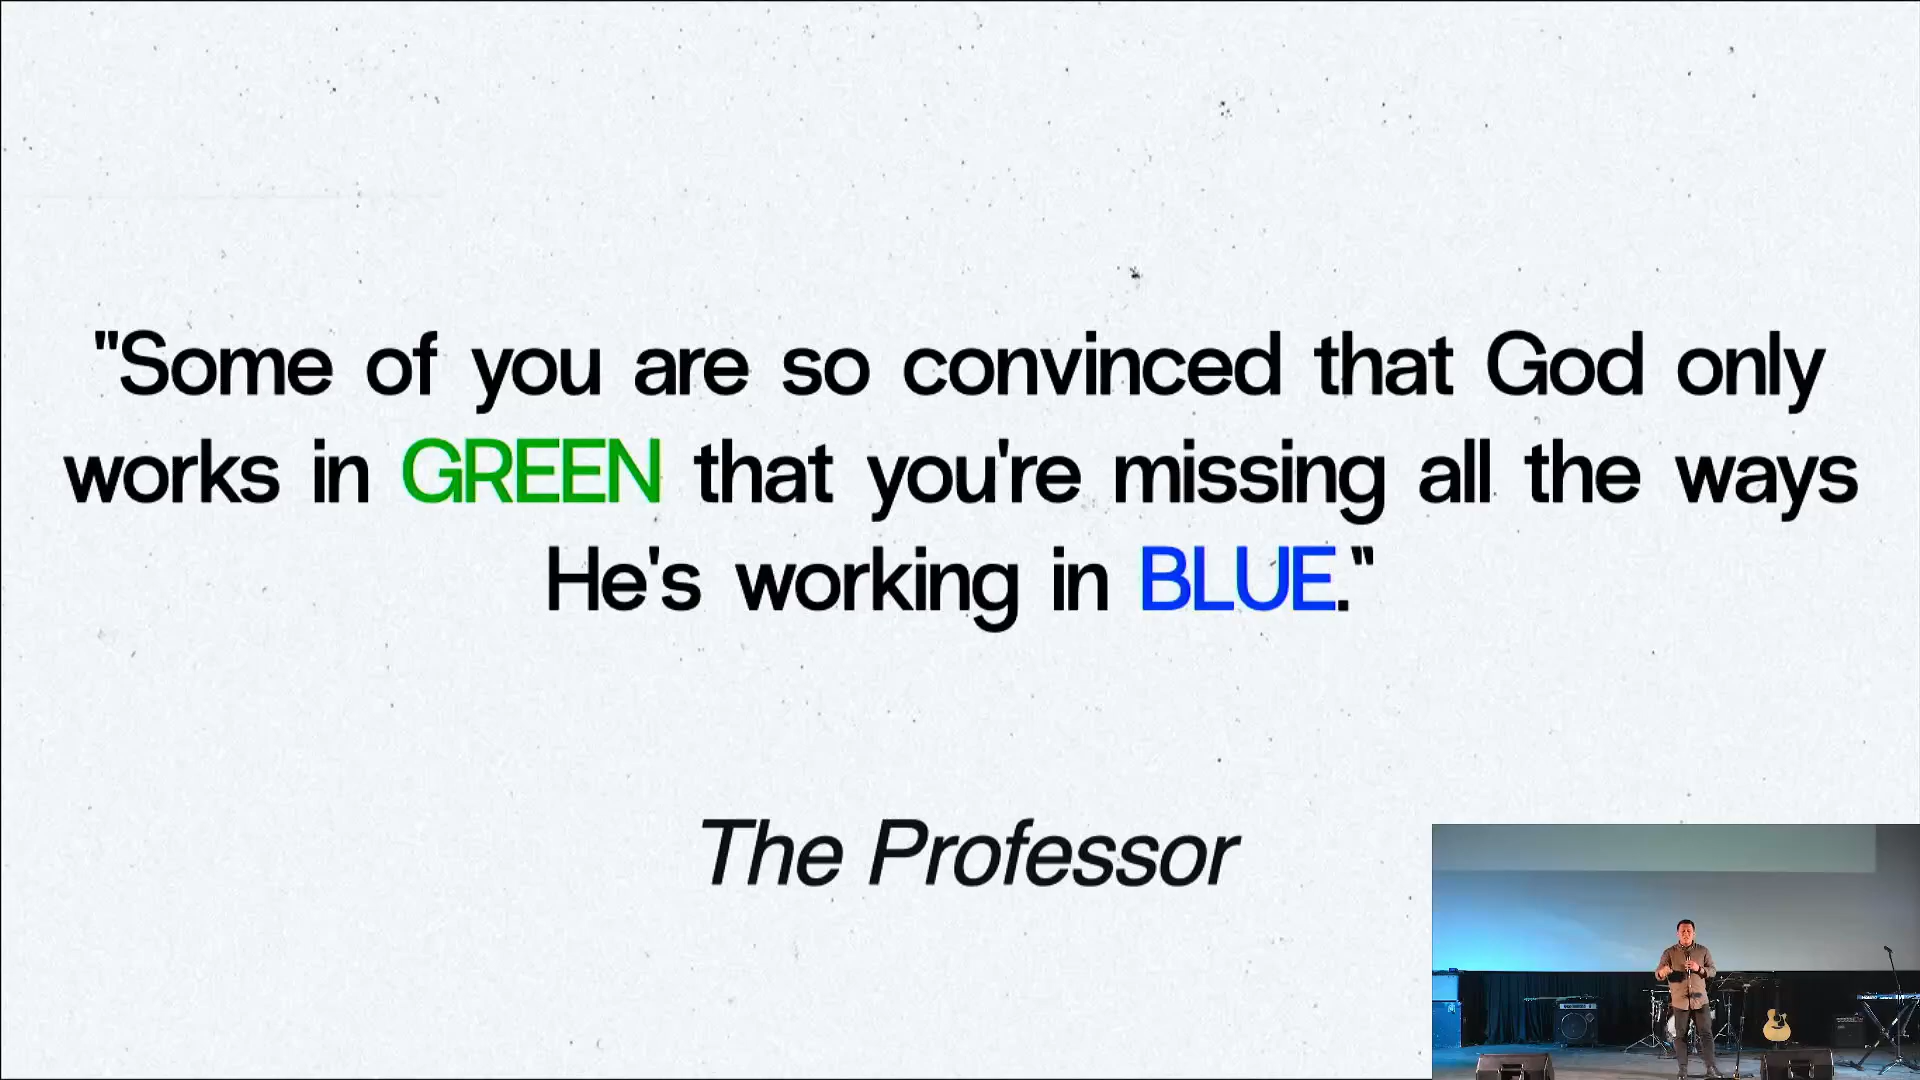 "Some of you are so convinced that God only
works in GREEN that you're missing all the ways
He's working in BLUE."
The Professor